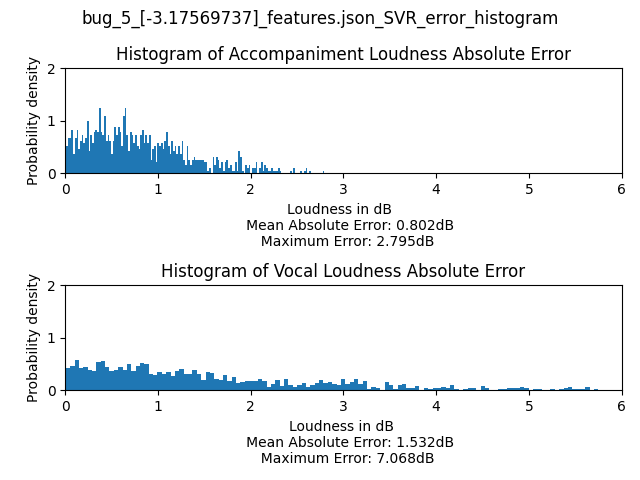 bug_5_[-3.17569737]_features.json_SVR_error_histogram
Histogram of Accompaniment Loudness Absolute Error
Probability density
2
1
0
0 1 2 3 4 5 6
Loudness in dB
Mean Absolute Error: 0.802dB
Maximum Error: 2.795dB
Histogram of Vocal Loudness Absolute Error
Probability density
2
1
0
0 1 2 3 4 5 6
Loudness in dB
Mean Absolute Error: 1.532dB
Maximum Error: 7.068dB